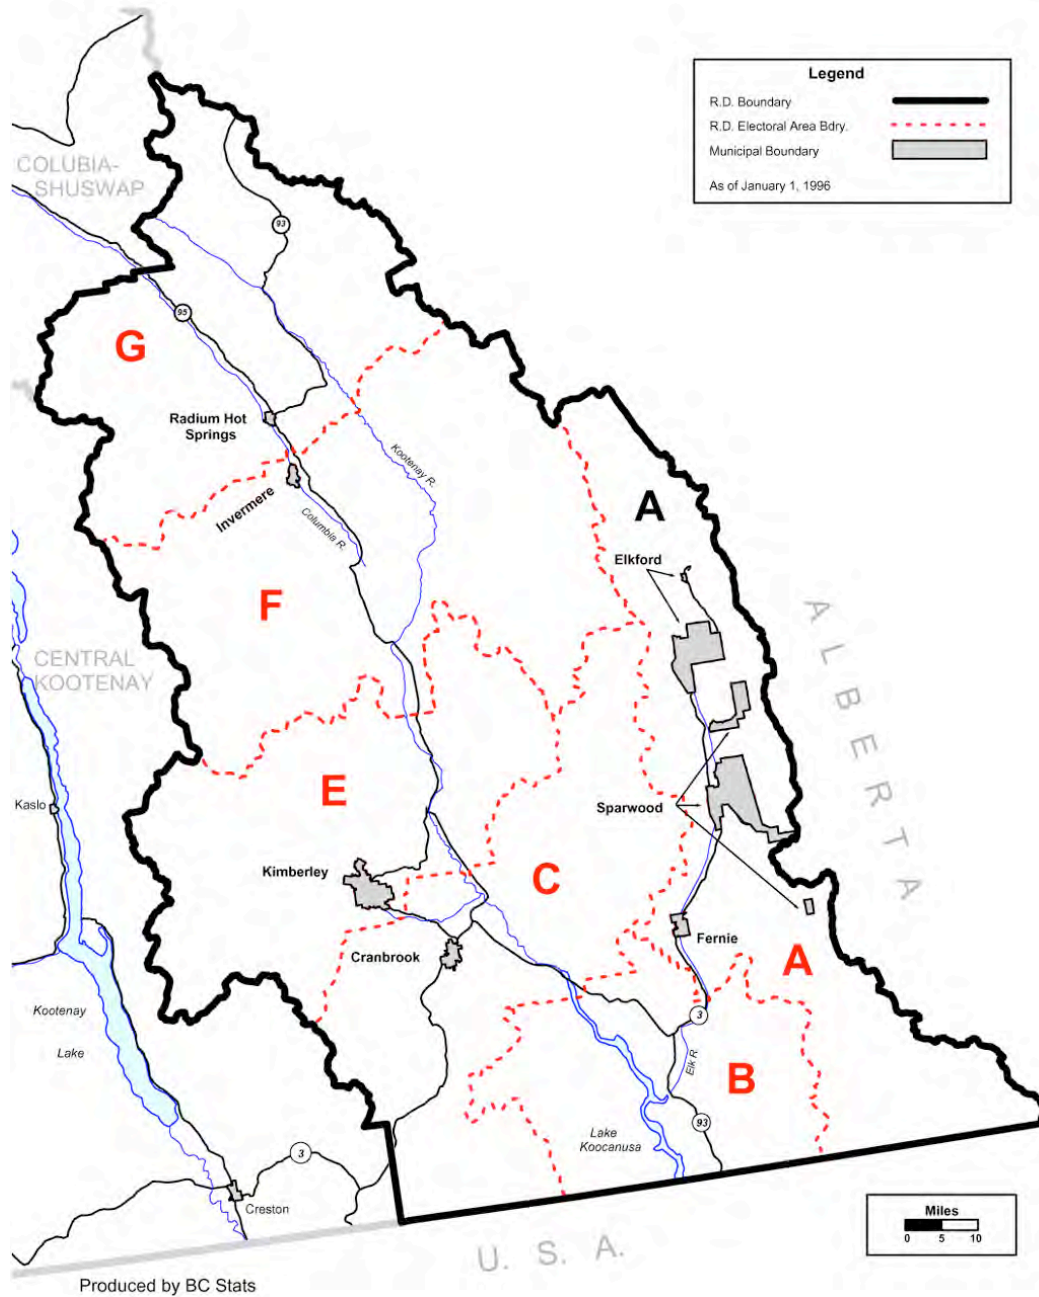 Legend
R.D. Boundary
R.D. Electoral Area Bdry.
Municipal Boundary
As of January 1, 1996
COLUBIA-
SHUSWAP
93
95
G
Radium Hot
Springs
Kootenay R.
Invermere
Columbia R.
A
Elkford
F
ALBERTA
CENTRAL
KOOTENAY
E
Kaslo
Sparwood
Kimberley
C
Fernie
Cranbrook
A
Kootenay
Lake
3
Elk R.
B
93
Lake
Koocanusa
3
Creston
Miles
0 5 10
U. S. A.
Produced by BC Stats